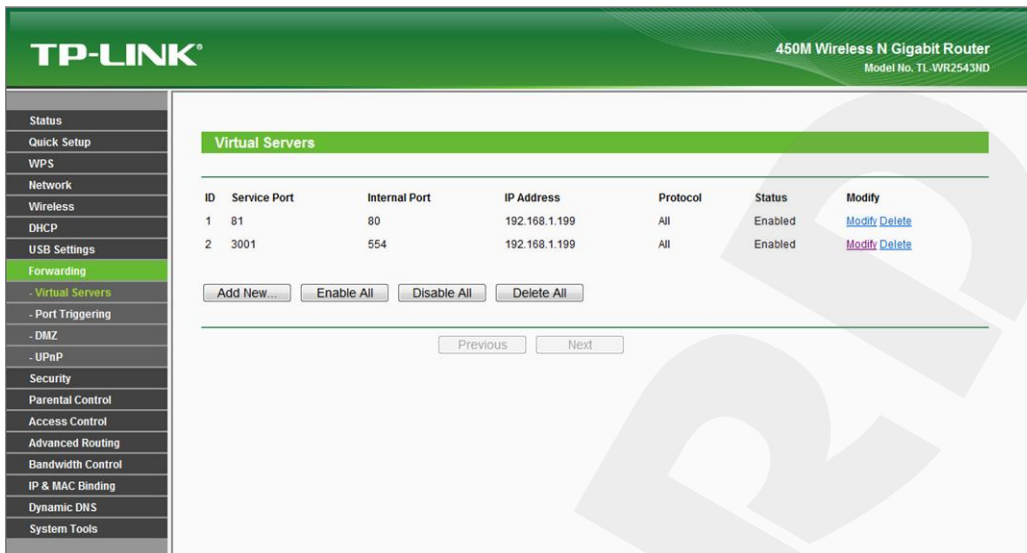 TP-LINK®
450M Wireless N Gigabit Router
Model No. TL-WR2543ND
Status
Quick Setup
WPS
Network
Wireless
DHCP
USB Settings
Forwarding
- Virtual Servers
- Port Triggering
- DMZ
- UPnP
Security
Parental Control
Access Control
Advanced Routing
Bandwidth Control
IP & MAC Binding
Dynamic DNS
System Tools
Virtual Servers
ID Service Port Internal Port IP Address Protocol Status Modify
1 81 80 192.168.1.199 All Enabled Modify Delete
2 3001 554 192.168.1.199 All Enabled Modify Delete
Add New... Enable All Disable All Delete All
Previous Next